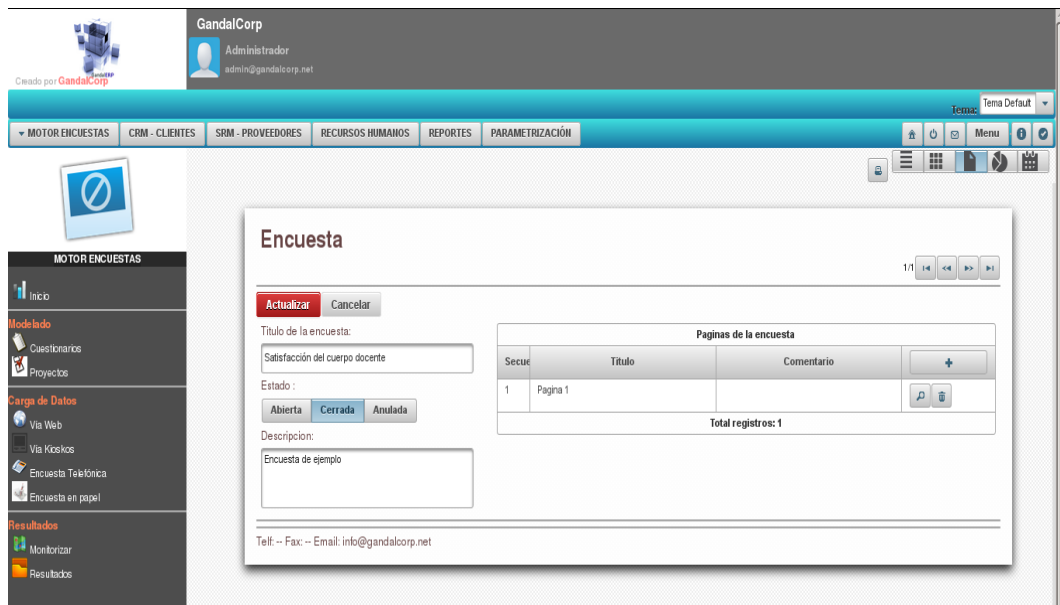 GandalCorp
Administrador
admin@gandalcorp.net
GandalERP
Creado por GandalCorp
Tema: Tema Default
MOTOR ENCUESTAS CRM - CLIENTES SRM - PROVEEDORES RECURSOS HUMANOS REPORTES PARAMETRIZACIÓN Menu
MOTOR ENCUESTAS
Inicio
Modelado
Cuestionarios
Proyectos
Carga de Datos
Via Web
Via Kioskos
Encuesta Telefónica
Encuesta en papel
Resultados
Monitorizar
Resultados
Encuesta
1/1
Actualizar Cancelar
Titulo de la encuesta:
Satisfacción del cuerpo docente
Estado :
Abierta Cerrada Anulada
Descripcion:
Encuesta de ejemplo
Paginas de la encuesta
Secue Titulo Comentario +
1 Pagina 1
Total registros: 1
Telf: -- Fax: -- Email: info@gandalcorp.net